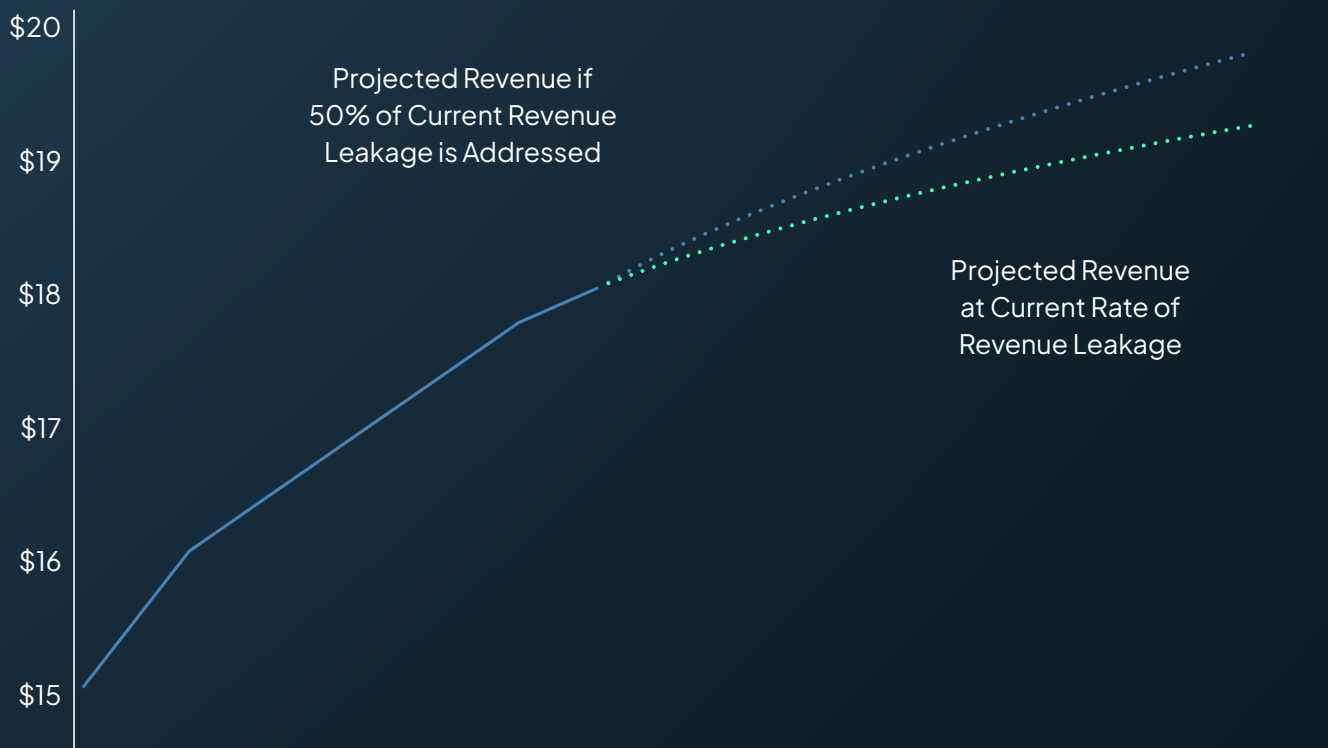 $20
Projected Revenue if
50% of Current Revenue
Leakage is Addressed
$19
Projected Revenue
at Current Rate of
Revenue Leakage
$18
$17
$16
$15